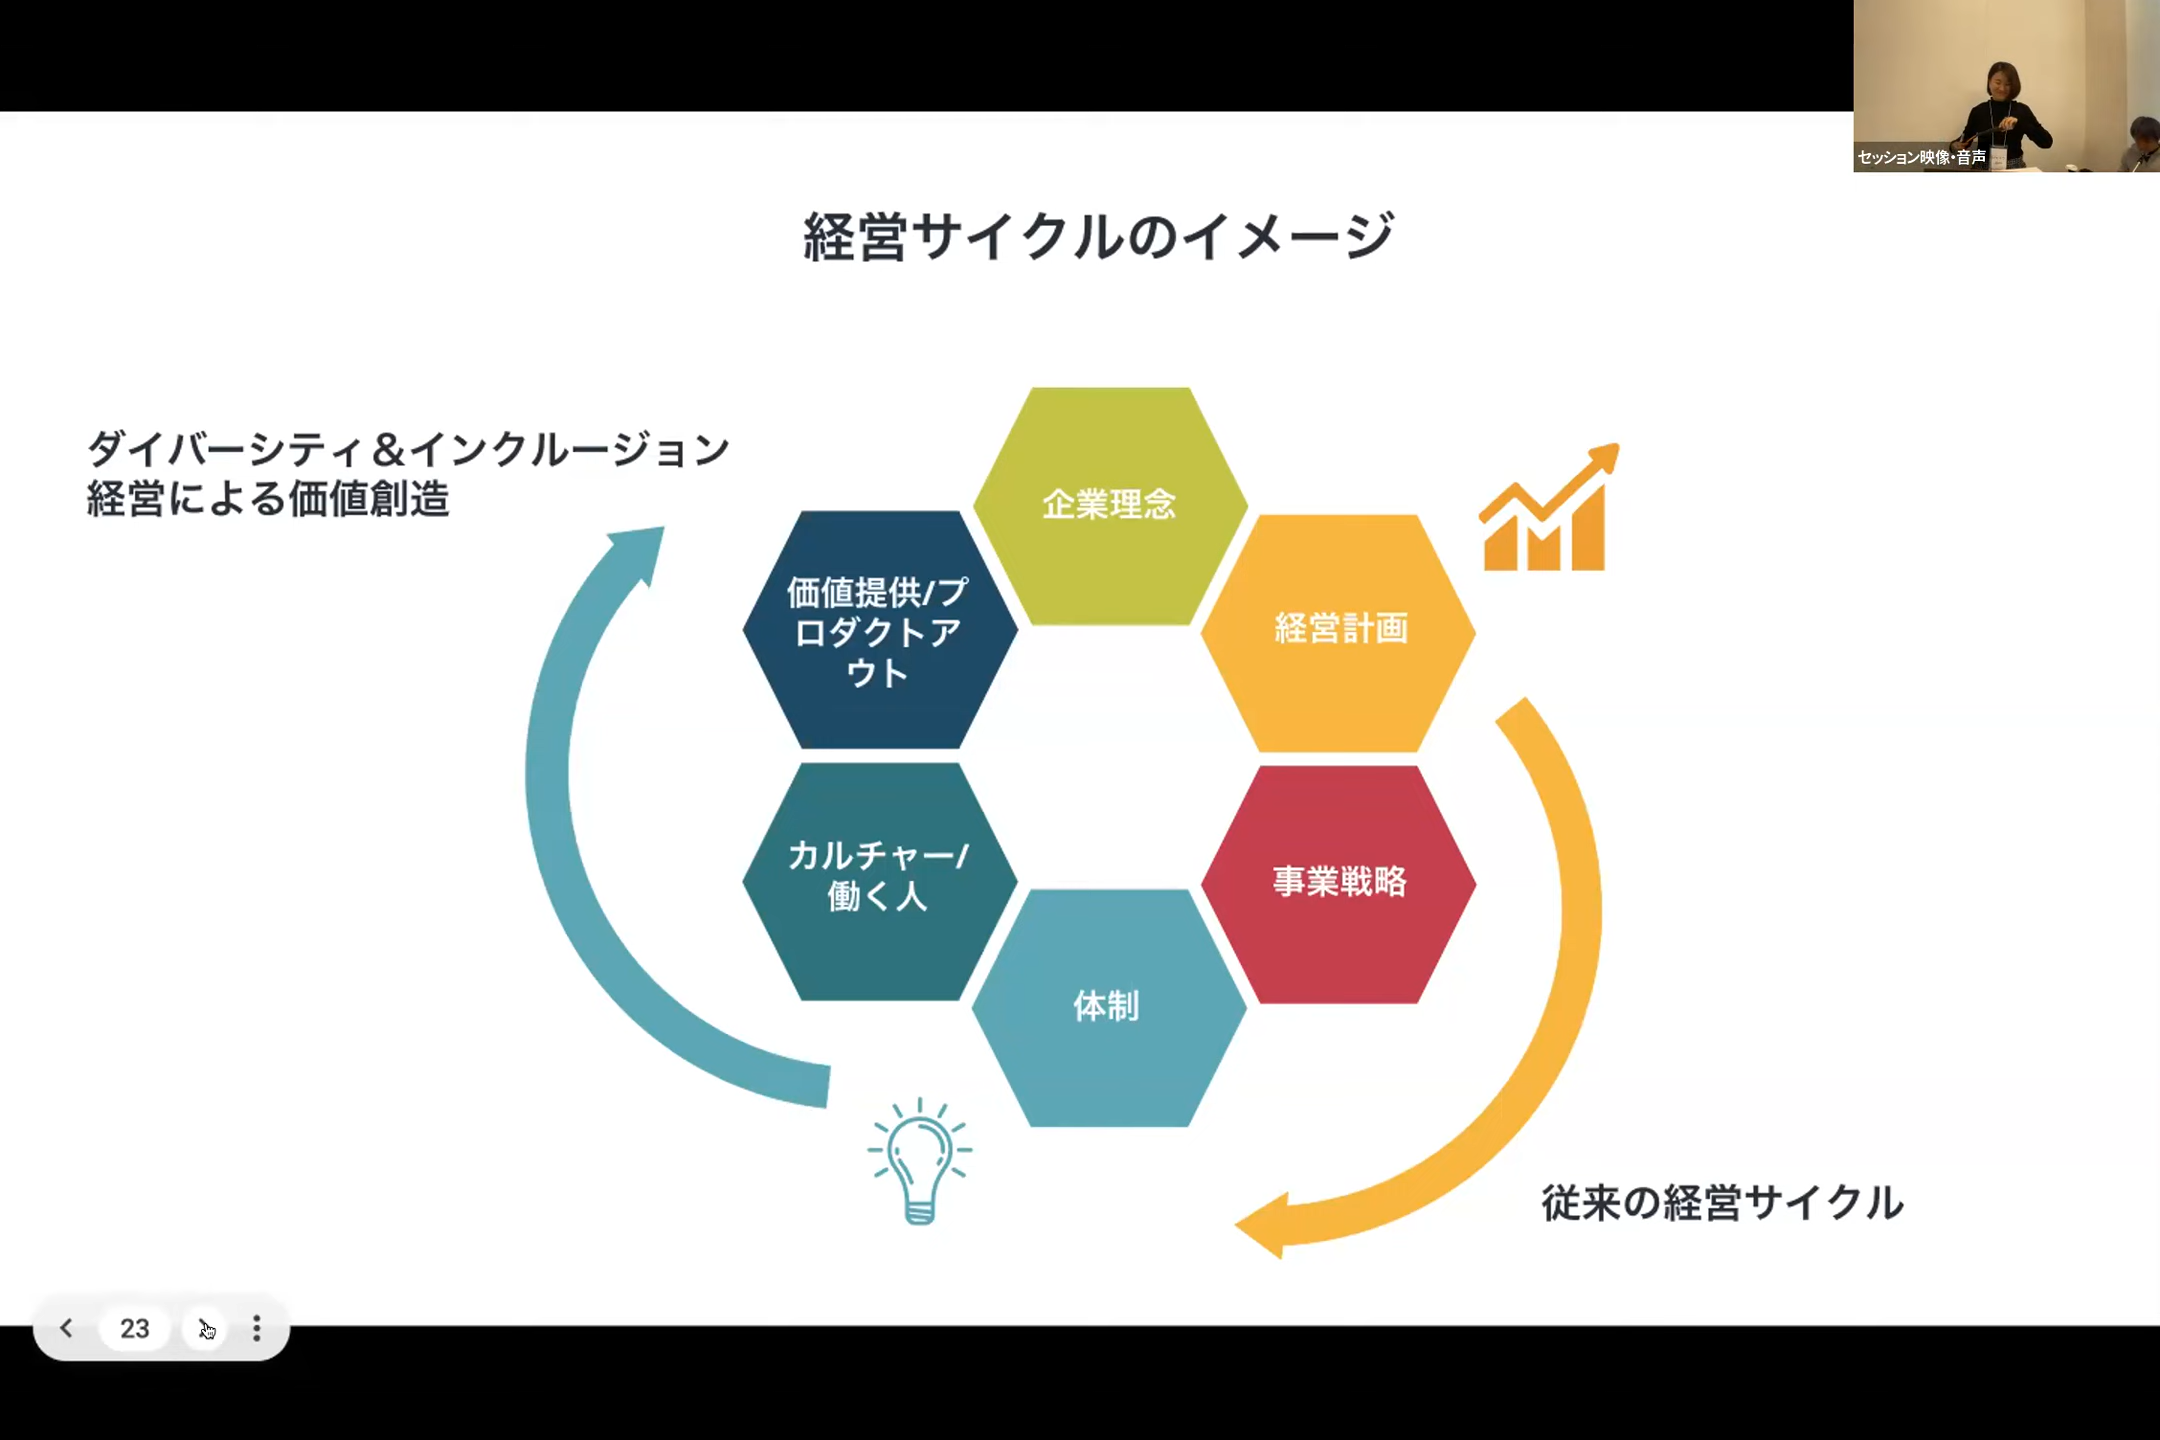 セッション映像•音声
経営サイクルのイメージ
ダイバーシティ＆インクルージョン
経営による価値創造
企業理念
価値提供/プ
ロダクトア
ウト
経営計画
カルチャー/
働く人
事業戦略
体制
従来の経営サイクル
23